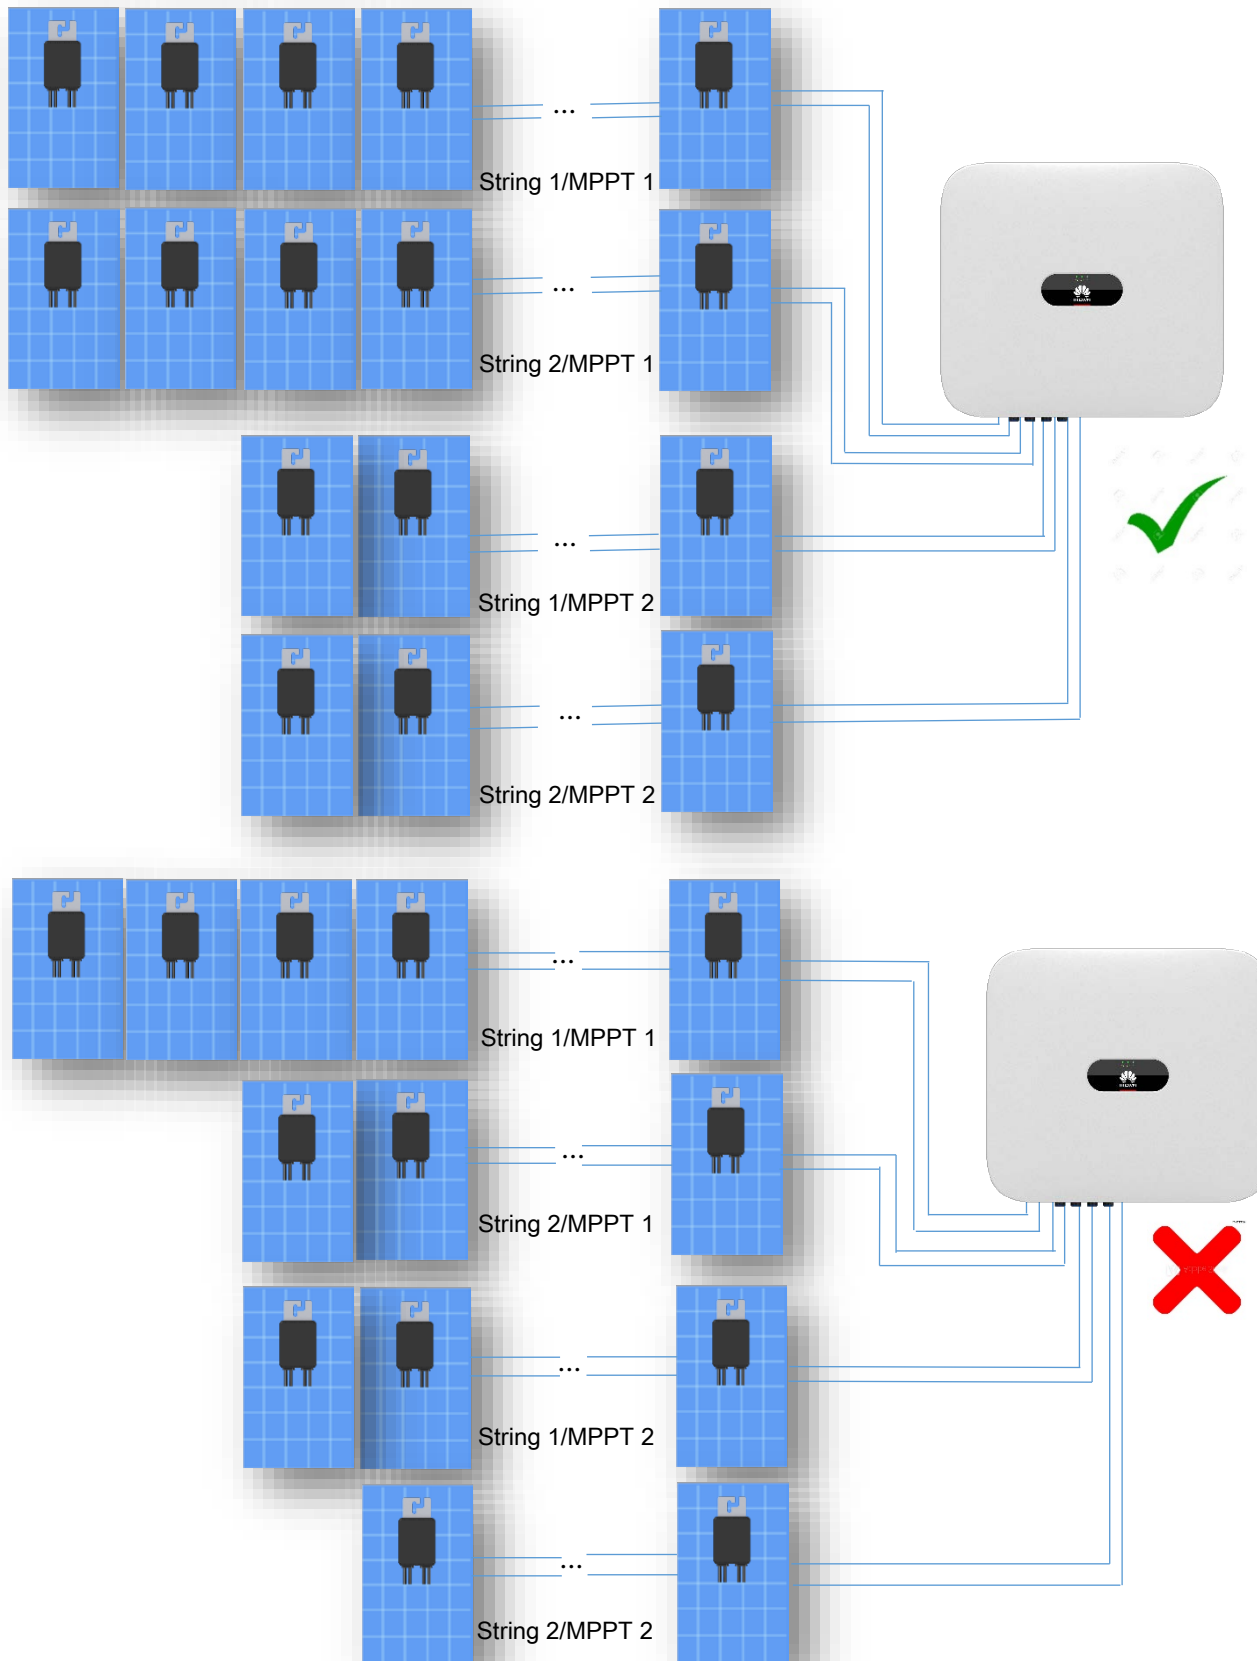 ...
String 1/MPPT 1
...
String 2/MPPT 1
...
String 1/MPPT 2
...
String 2/MPPT 2
...
String 1/MPPT 1
...
String 2/MPPT 1
...
String 1/MPPT 2
...
String 2/MPPT 2